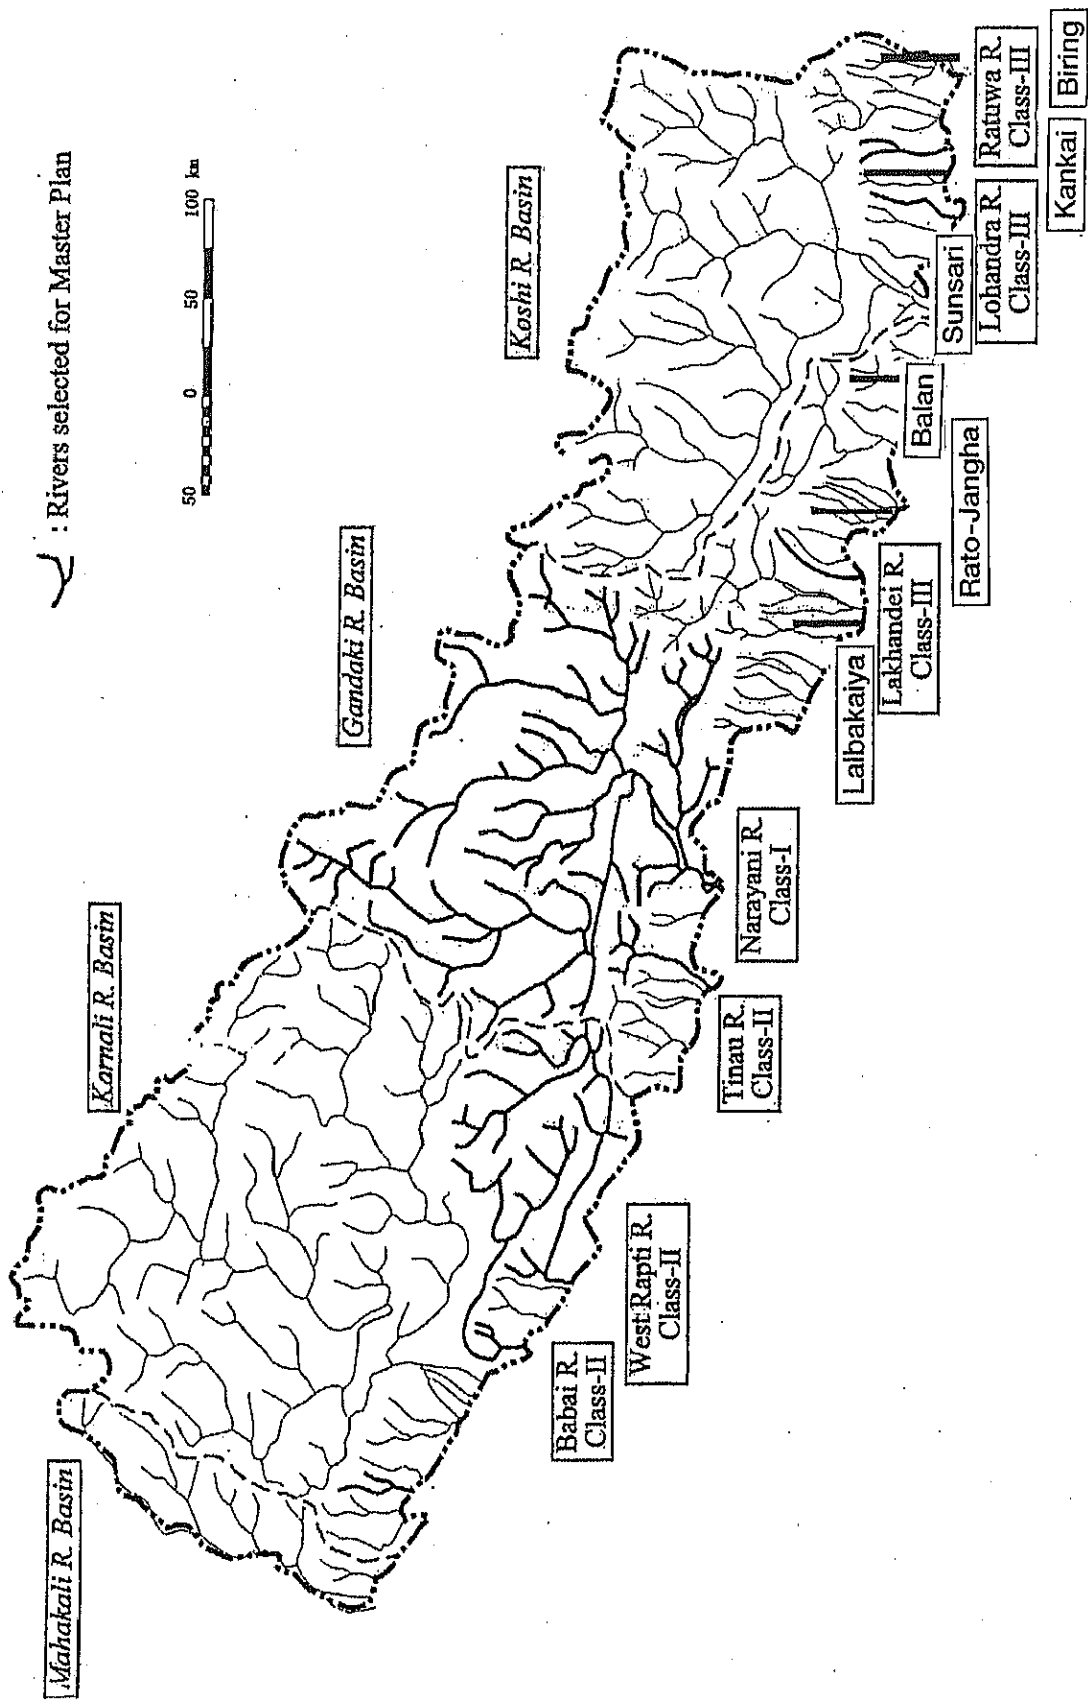 : Rivers selected for Master Plan
50 0 50 100 km
Mahakali R. Basin
Karnali R. Basin
Gandaki R. Basin
Koshi R. Basin
Babai R.
Class-II
West Rapti R.
Class-II
Tinau R.
Class-II
Narayani R.
Class-I
Lalbakaiya
Lakhandei R.
Class-III
Rato-Jangha
Balan
Sunsari
Lohandra R.
Class-III
Kankai
Ratuwa R.
Class-III
Biring